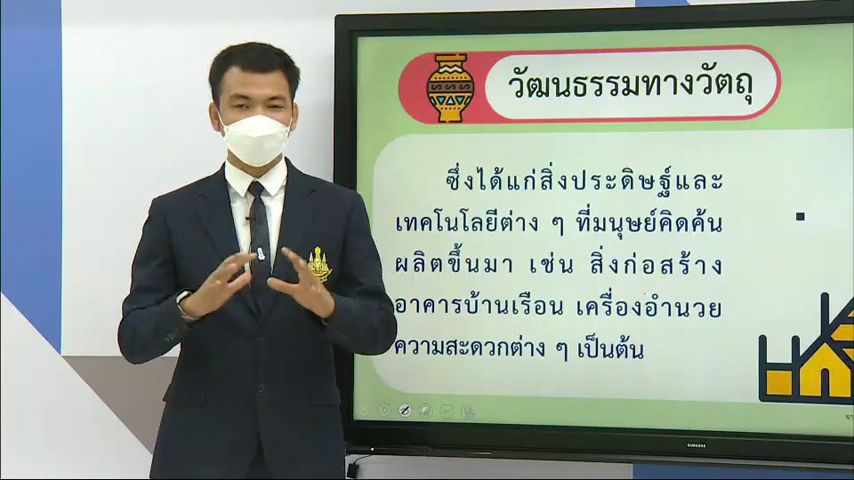 วัฒนธรรมทางวัตถุ
ซึ่งได้แก่สิ่งประดิษฐ์และ
เทคโนโลยีต่าง ๆ ที่มนุษย์คิดค้น
ผลิตขึ้นมา เช่น สิ่งก่อสร้าง
อาคารบ้านเรือน เครื่องอำนวย
ความสะดวกต่าง ๆ เป็นต้น
SAMSUNG